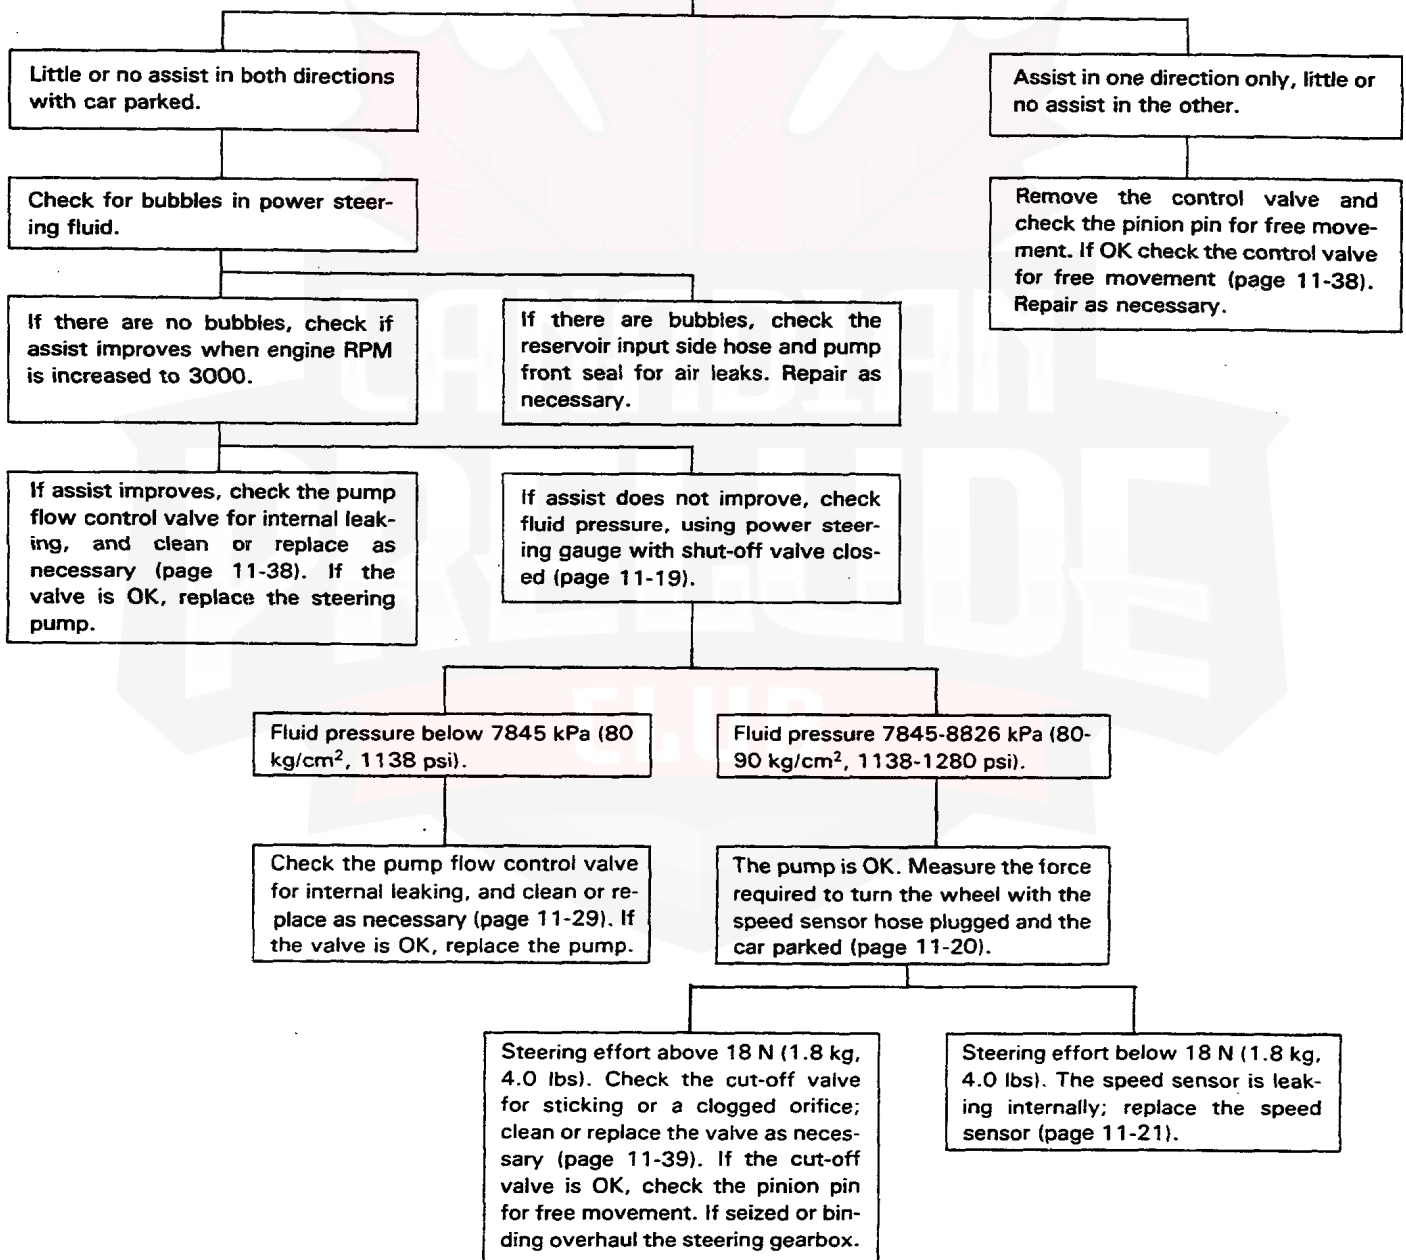 Little or no assist in both directions
with car parked.
Assist in one direction only, little or
no assist in the other.
Check for bubbles in power steer-
ing fluid.
Remove the control valve and
check the pinion pin for free move-
ment. If OK check the control valve
for free movement (page 11-38).
Repair as necessary.
If there are no bubbles, check if
assist improves when engine RPM
is increased to 3000.
If there are bubbles, check the
reservoir input side hose and pump
front seal for air leaks. Repair as
necessary.
If assist improves, check the pump
flow control valve for internal leak-
ing, and clean or replace as
necessary (page 11-38). If the
valve is OK, replace the steering
pump.
If assist does not improve, check
fluid pressure, using power steer-
ing gauge with shut-off valve clos-
ed (page 11-19).
Fluid pressure below 7845 kPa (80
kg/cm², 1138 psi).
Fluid pressure 7845-8826 kPa (80-
90 kg/cm², 1138-1280 psi).
Check the pump flow control valve
for internal leaking, and clean or re-
place as necessary (page 11-29). If
the valve is OK, replace the pump.
The pump is OK. Measure the force
required to turn the wheel with the
speed sensor hose plugged and the
car parked (page 11-20).
Steering effort above 18 N (1.8 kg,
4.0 lbs). Check the cut-off valve
for sticking or a clogged orifice;
clean or replace the valve as neces-
sary (page 11-39). If the cut-off
valve is OK, check the pinion pin
for free movement. If seized or bin-
ding overhaul the steering gearbox.
Steering effort below 18 N (1.8 kg,
4.0 lbs). The speed sensor is leak-
ing internally; replace the speed
sensor (page 11-21).
CANADIAN
PRELUDE
CLUB